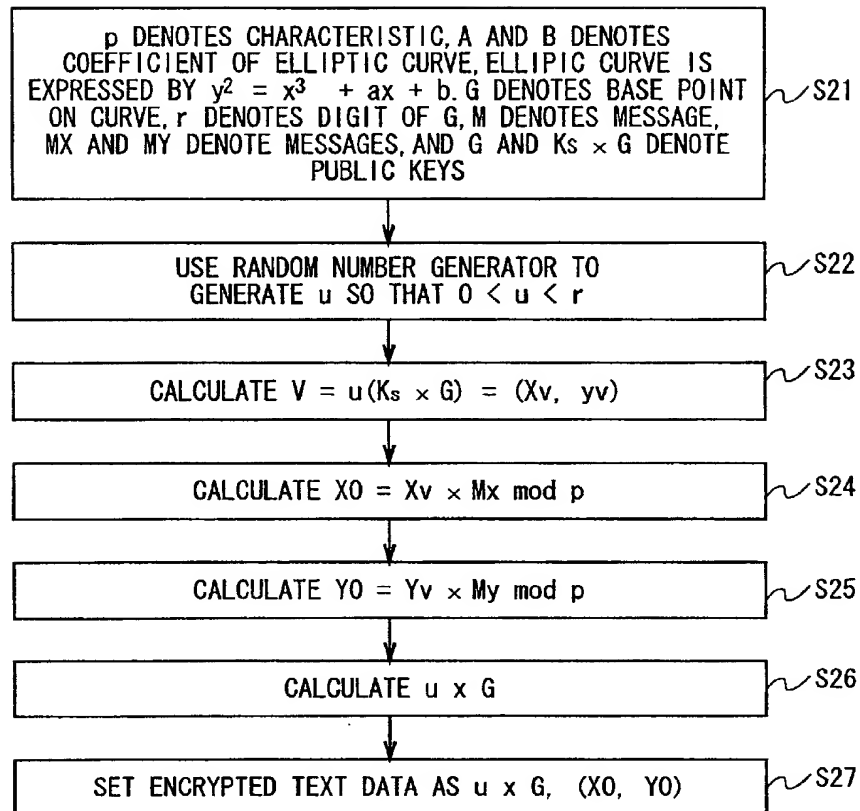 p DENOTES CHARACTERISTIC, A AND B DENOTES
COEFFICIENT OF ELLIPTIC CURVE, ELLIPIC CURVE IS
EXPRESSED BY y² = x³ + ax + b. G DENOTES BASE POINT
ON CURVE, r DENOTES DIGIT OF G, M DENOTES MESSAGE,
MX AND MY DENOTE MESSAGES, AND G AND Ks × G DENOTE
PUBLIC KEYS
S21
USE RANDOM NUMBER GENERATOR TO
GENERATE u SO THAT 0 < u < r
S22
CALCULATE V = u(Ks × G) = (Xv, yv)
S23
CALCULATE X0 = Xv × Mx mod p
S24
CALCULATE Y0 = Yv × My mod p
S25
CALCULATE u x G
S26
SET ENCRYPTED TEXT DATA AS u x G, (X0, Y0)
S27